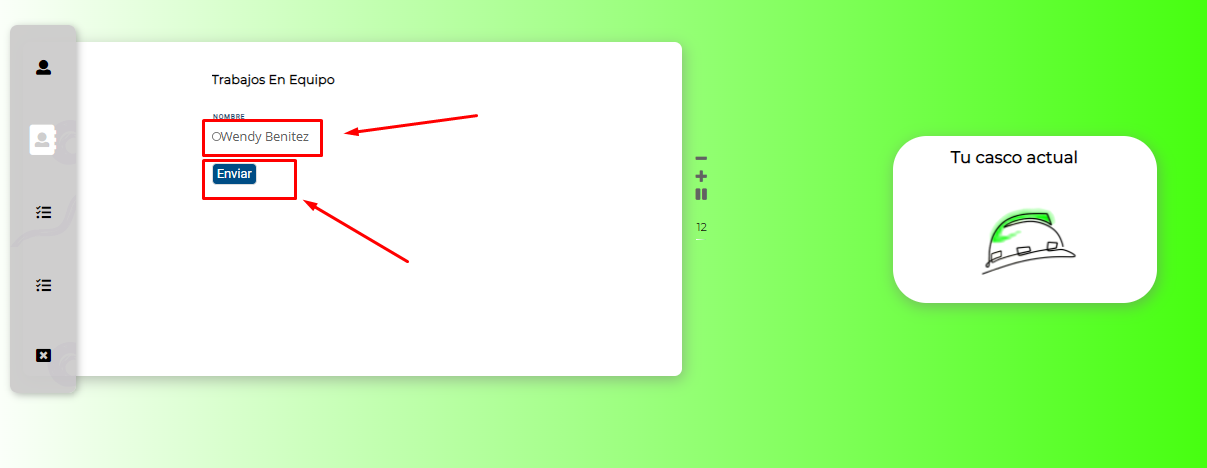 Trabajos En Equipo
NOMBRE
Wendy Benitez
Enviar
12
Tu casco actual